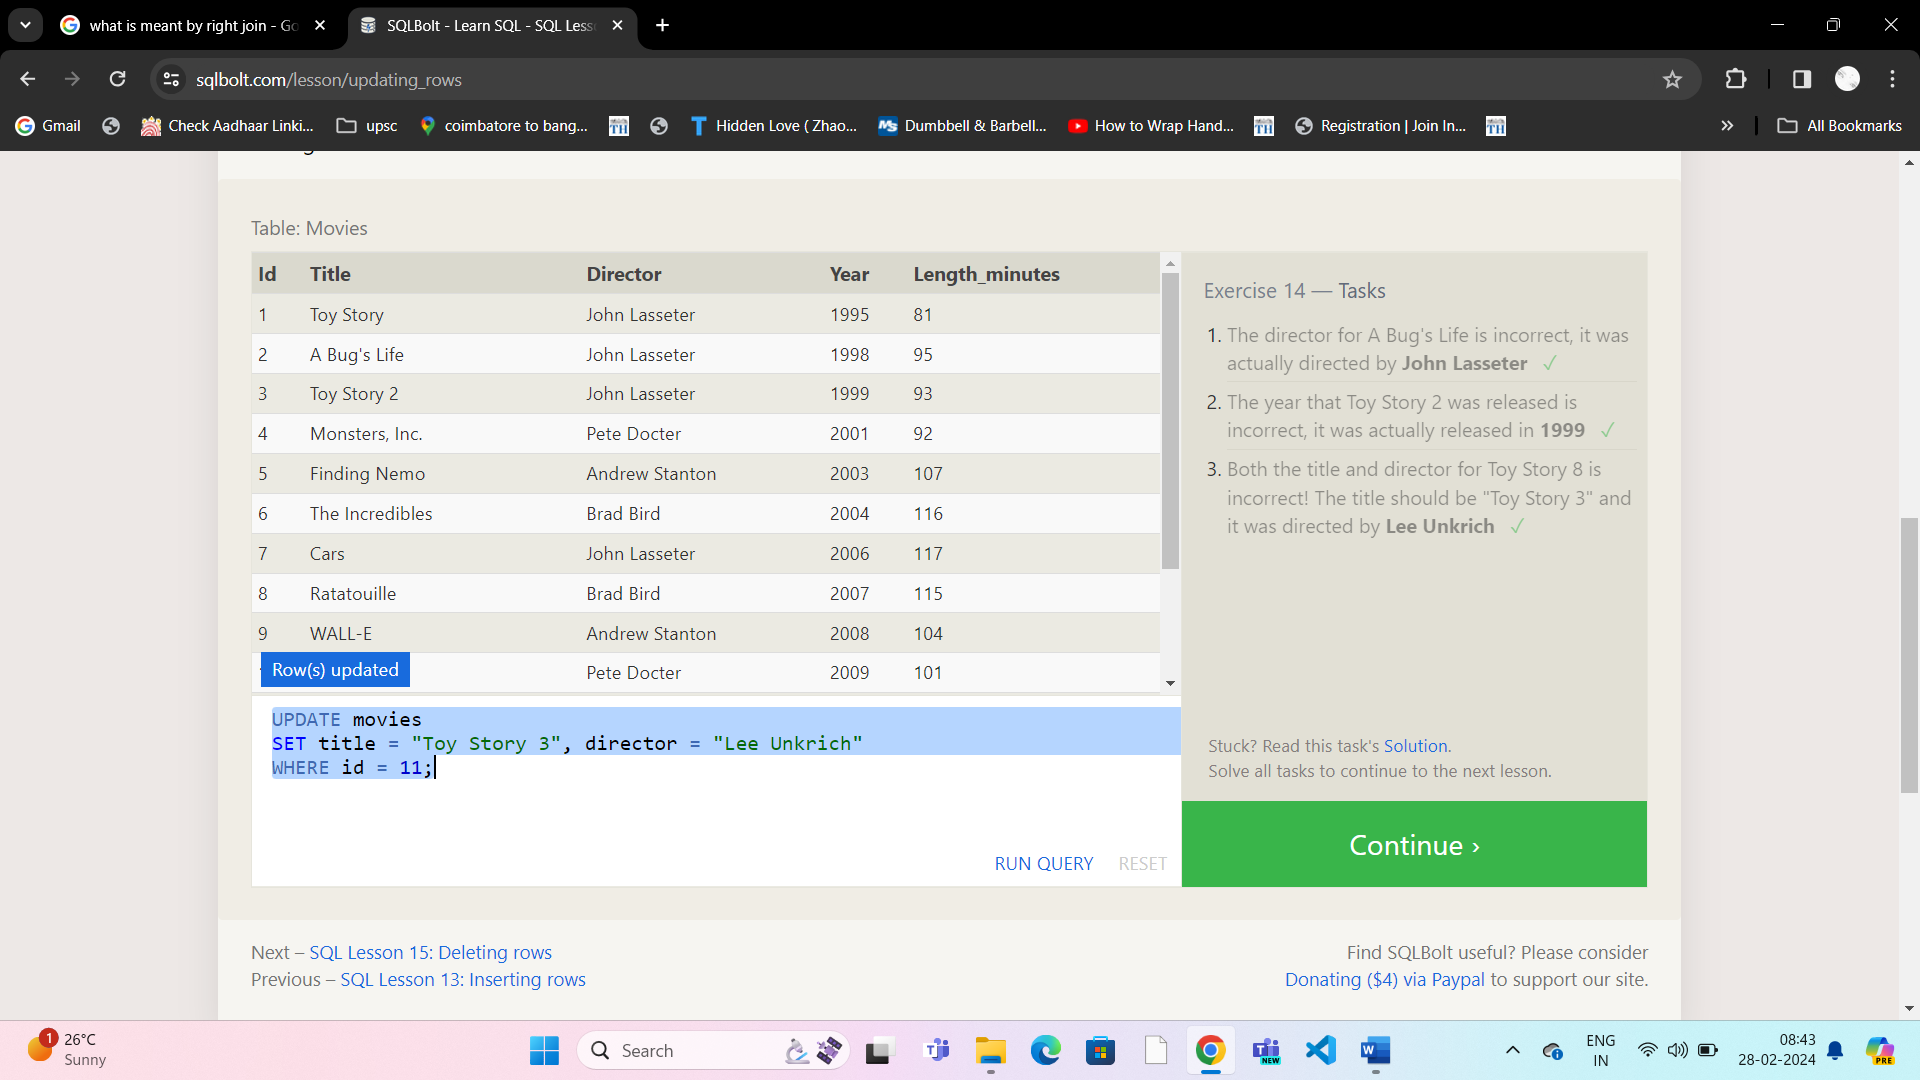 what is meant by right join - Go
SQLBolt - Learn SQL - SQL Less
sqlbolt.com/lesson/updating_rows
Gmail
Check Aadhaar Linki...
upsc
coimbatore to bang...
TH
Hidden Love ( Zhao...
Dumbbell & Barbell...
How to Wrap Hand...
TH
Registration | Join In...
TH
All Bookmarks
Table: Movies
Id Title Director Year Length_minutes
1 Toy Story John Lasseter 1995 81
2 A Bug's Life John Lasseter 1998 95
3 Toy Story 2 John Lasseter 1999 93
4 Monsters, Inc. Pete Docter 2001 92
5 Finding Nemo Andrew Stanton 2003 107
6 The Incredibles Brad Bird 2004 116
7 Cars John Lasseter 2006 117
8 Ratatouille Brad Bird 2007 115
9 WALL-E Andrew Stanton 2008 104
Pete Docter 2009 101
Row(s) updated
UPDATE movies
SET title = "Toy Story 3", director = "Lee Unkrich"
WHERE id = 11;
RUN QUERY RESET
Exercise 14 — Tasks
1. The director for A Bug's Life is incorrect, it was
actually directed by John Lasseter ✓
2. The year that Toy Story 2 was released is
incorrect, it was actually released in 1999 ✓
3. Both the title and director for Toy Story 8 is
incorrect! The title should be "Toy Story 3" and
it was directed by Lee Unkrich ✓
Stuck? Read this task's Solution.
Solve all tasks to continue to the next lesson.
Continue ›
Next – SQL Lesson 15: Deleting rows
Previous – SQL Lesson 13: Inserting rows
Find SQLBolt useful? Please consider
Donating ($4) via Paypal to support our site.
1
26°C
Sunny
Search
NEW
ENG
IN
08:43
28-02-2024
PRE